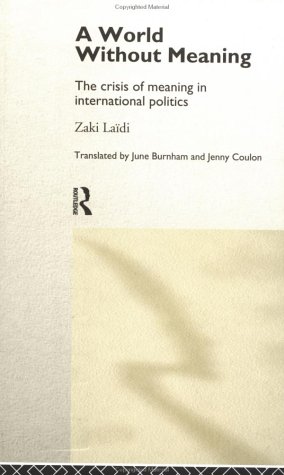 Copyrighted Material
A World
Without Meaning
The crisis of meaning in
international politics
Zaki Laïdi
Translated by June Burnham and Jenny Coulon
ROUTLEDGE
Copyrighted Material